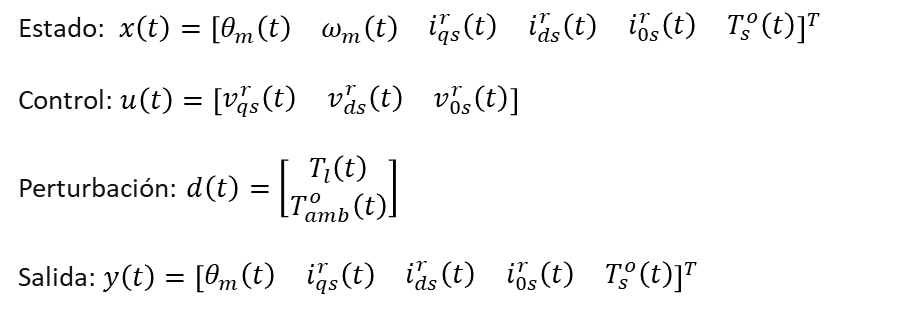 Estado: x(t) = [θ_m(t) ω_m(t) i^r_qs(t) i^r_ds(t) i^r_0s(t) T^o_s(t)]^T
Control: u(t) = [v^r_qs(t) v^r_ds(t) v^r_0s(t)]
Perturbación: d(t) = [T_l(t)
T^o_amb(t)]
Salida: y(t) = [θ_m(t) i^r_qs(t) i^r_ds(t) i^r_0s(t) T^o_s(t)]^T